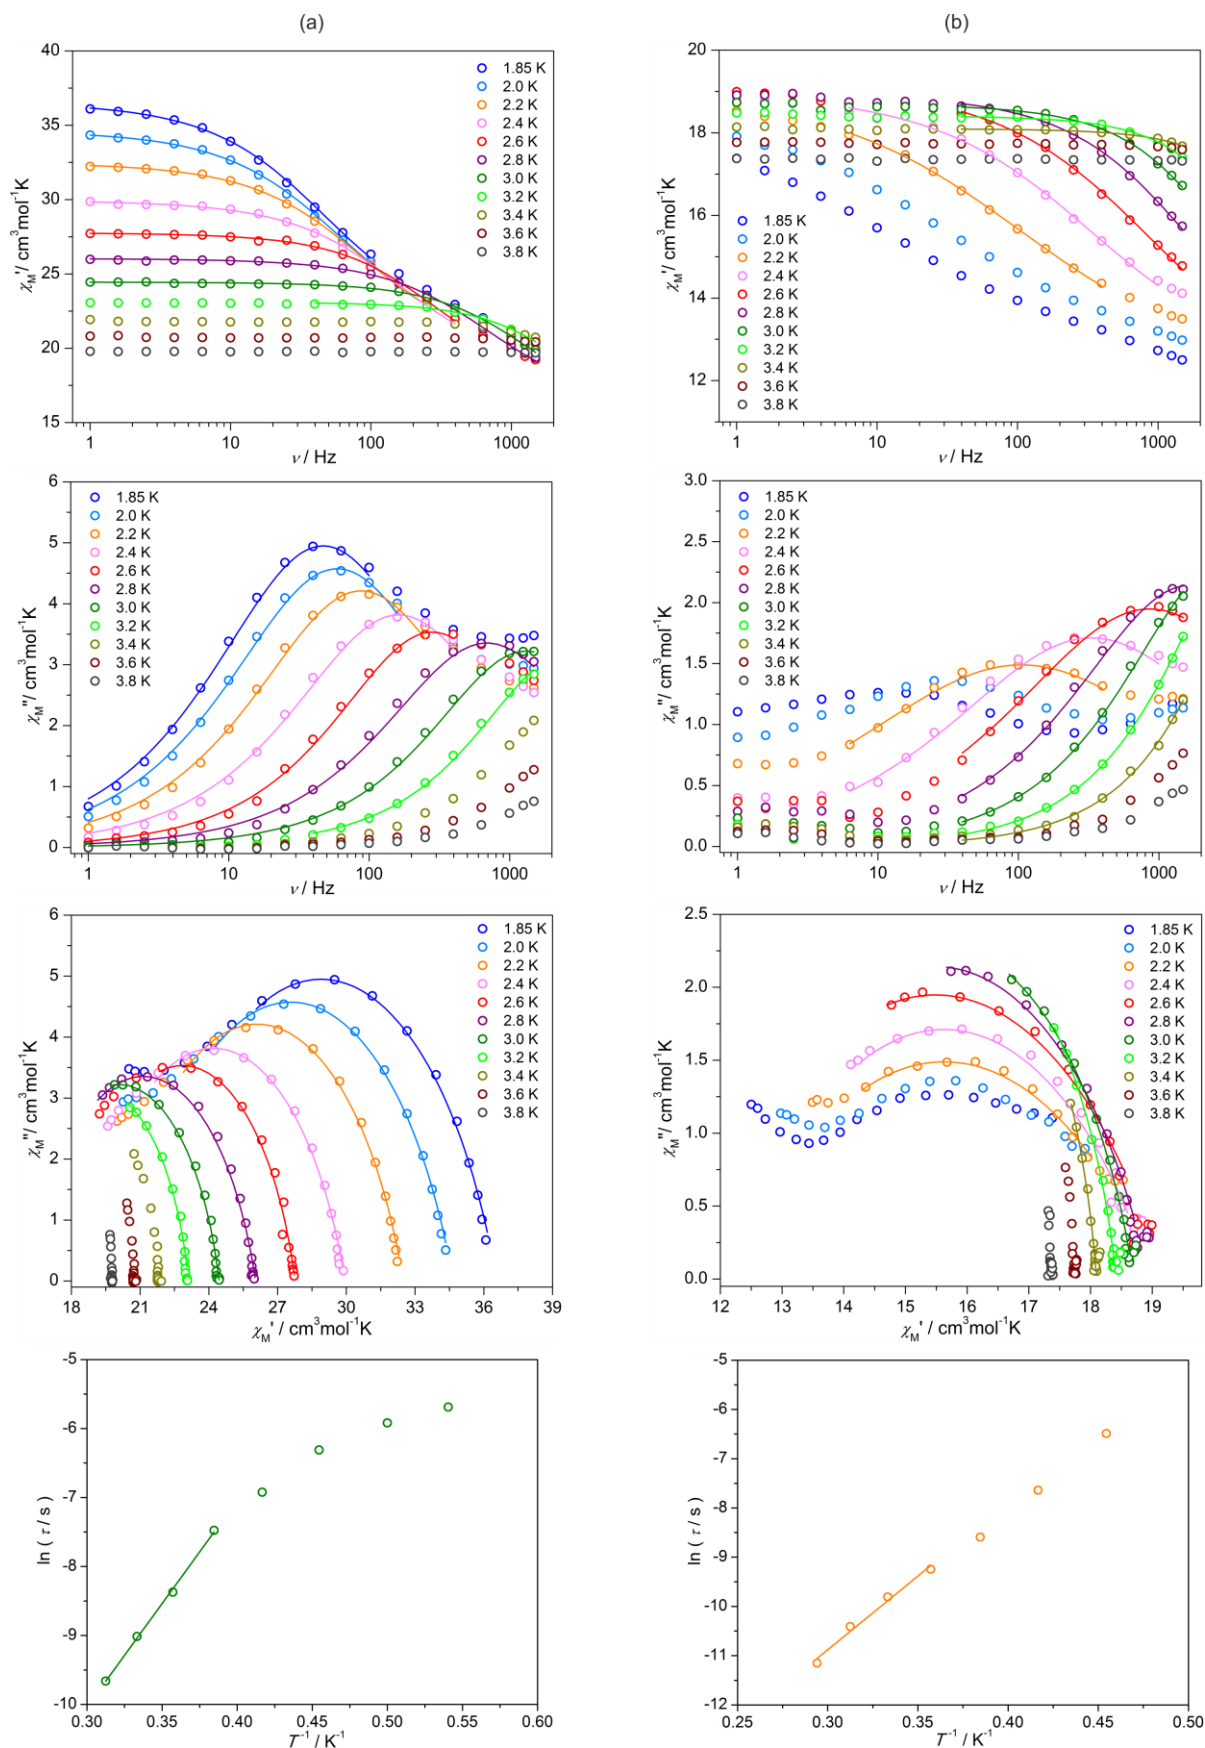 (a)
(b)
40
35
30
25
20
15
χM'/ cm³mol⁻¹K
1
10
100
1000
ν / Hz
1.85 K
2.0 K
2.2 K
2.4 K
2.6 K
2.8 K
3.0 K
3.2 K
3.4 K
3.6 K
3.8 K
20
18
16
14
12
χM'/ cm³mol⁻¹K
1
10
100
1000
ν / Hz
1.85 K
2.0 K
2.2 K
2.4 K
2.6 K
2.8 K
3.0 K
3.2 K
3.4 K
3.6 K
3.8 K
6
5
4
3
2
1
0
χM''/ cm³mol⁻¹K
1
10
100
1000
ν / Hz
1.85 K
2.0 K
2.2 K
2.4 K
2.6 K
2.8 K
3.0 K
3.2 K
3.4 K
3.6 K
3.8 K
3.0
2.5
2.0
1.5
1.0
0.5
0.0
χM''/ cm³mol⁻¹K
1
10
100
1000
ν / Hz
1.85 K
2.0 K
2.2 K
2.4 K
2.6 K
2.8 K
3.0 K
3.2 K
3.4 K
3.6 K
3.8 K
6
5
4
3
2
1
0
χM''/ cm³mol⁻¹K
18
21
24
27
30
33
36
39
χM' / cm³mol⁻¹K
1.85 K
2.0 K
2.2 K
2.4 K
2.6 K
2.8 K
3.0 K
3.2 K
3.4 K
3.6 K
3.8 K
2.5
2.0
1.5
1.0
0.5
0.0
χM''/ cm³mol⁻¹K
12
13
14
15
16
17
18
19
χM' / cm³mol⁻¹K
1.85 K
2.0 K
2.2 K
2.4 K
2.6 K
2.8 K
3.0 K
3.2 K
3.4 K
3.6 K
3.8 K
-5
-6
-7
-8
-9
-10
ln ( τ / s )
0.30
0.35
0.40
0.45
0.50
0.55
0.60
T⁻¹ / K⁻¹
-5
-6
-7
-8
-9
-10
-11
-12
ln ( τ / s )
0.25
0.30
0.35
0.40
0.45
0.50
T⁻¹ / K⁻¹